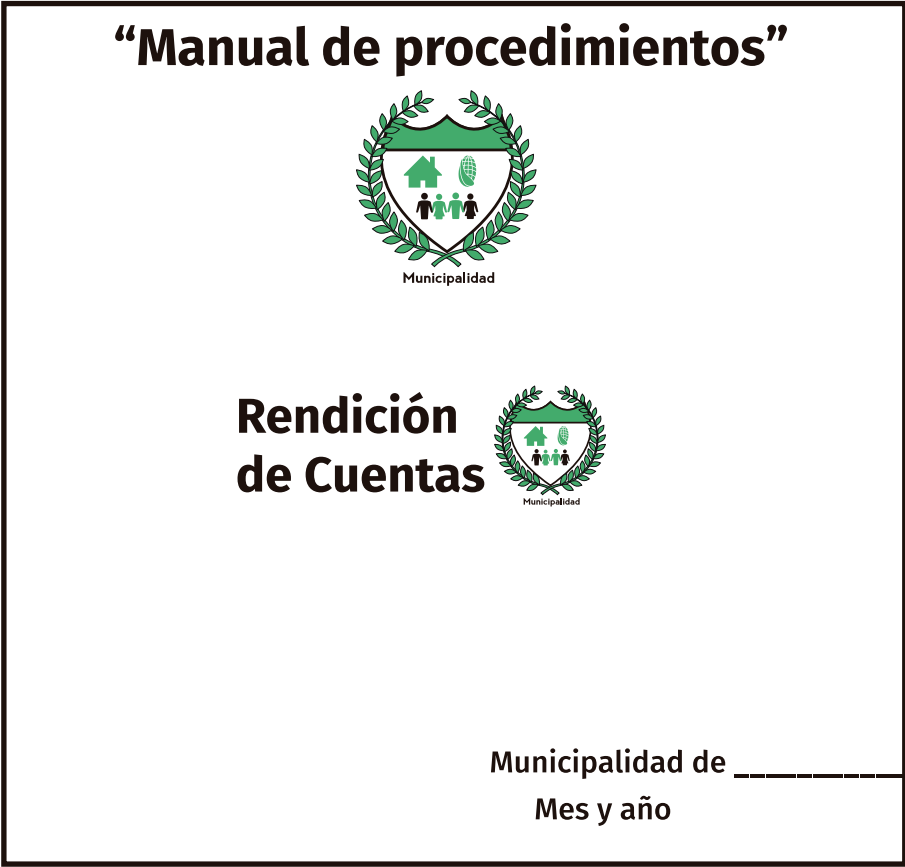 “Manual de procedimientos”
Municipalidad
Rendición
de Cuentas
Municipalidad
Municipalidad de ___________
Mes y año